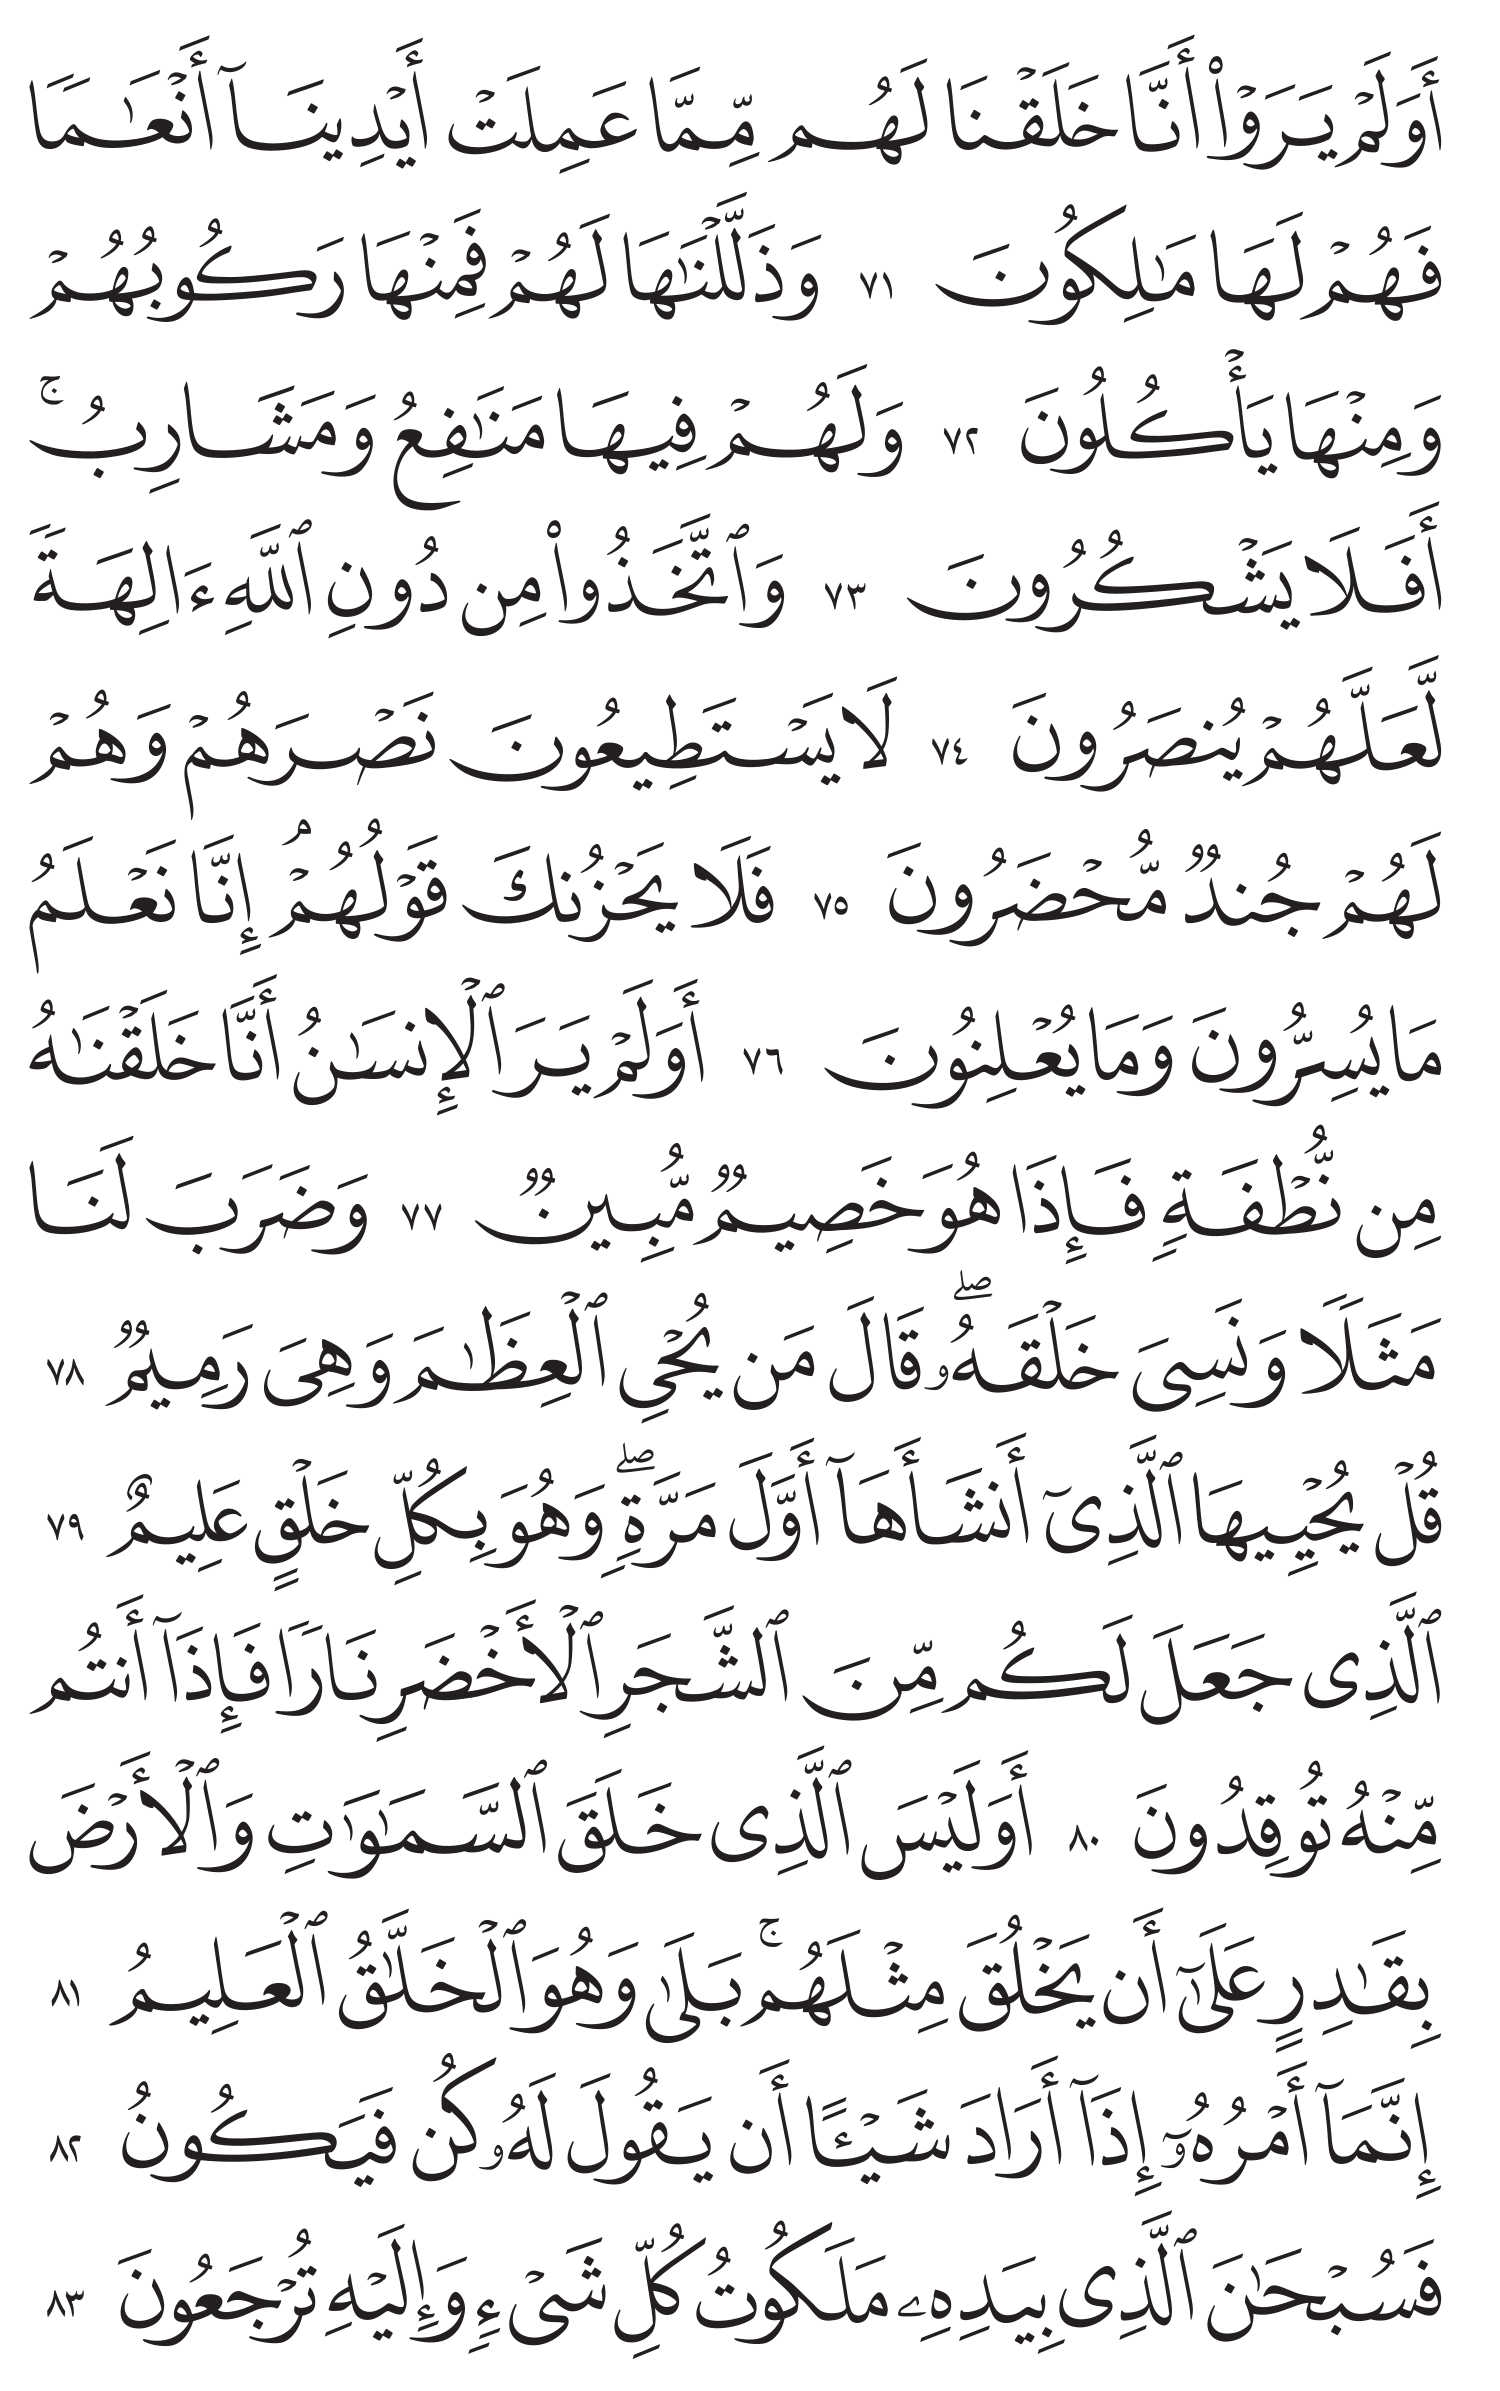 أَوَلَمْ يَرَوْا۟ أَنَّا خَلَقْنَا لَهُم مِّمَّا عَمِلَتْ أَيْدِينَآ أَنْعَٰمًا
فَهُمْ لَهَا مَٰلِكُونَ ٧١ وَذَلَّلْنَٰهَا لَهُمْ فَمِنْهَا رَكُوبُهُمْ
وَمِنْهَا يَأْكُلُونَ ٧٢ وَلَهُمْ فِيهَا مَنَٰفِعُ وَمَشَارِبُ ۚ
أَفَلَا يَشْكُرُونَ ٧٣ وَٱتَّخَذُوا۟ مِن دُونِ ٱللَّهِ ءَالِهَةً
لَّعَلَّهُمْ يُنصَرُونَ ٧٤ لَا يَسْتَطِيعُونَ نَصْرَهُمْ وَهُمْ
لَهُمْ جُندٌ مُّحْضَرُونَ ٧٥ فَلَا يَحْزُنكَ قَوْلُهُمْ ۘ إِنَّا نَعْلَمُ
مَا يُسِرُّونَ وَمَا يُعْلِنُونَ ٧٦ أَوَلَمْ يَرَ ٱلْإِنسَٰنُ أَنَّا خَلَقْنَٰهُ
مِن نُّطْفَةٍ فَإِذَا هُوَ خَصِيمٌ مُّبِينٌ ٧٧ وَضَرَبَ لَنَا
مَثَلًا وَنَسِىَ خَلْقَهُۥ ۖ قَالَ مَن يُحْىِ ٱلْعِظَٰمَ وَهِىَ رَمِيمٌ ٧٨
قُلْ يُحْيِيهَا ٱلَّذِىٓ أَنشَأَهَآ أَوَّلَ مَرَّةٍ ۖ وَهُوَ بِكُلِّ خَلْقٍ عَلِيمٌ ٧٩
ٱلَّذِى جَعَلَ لَكُم مِّنَ ٱلشَّجَرِ ٱلْأَخْضَرِ نَارًا فَإِذَآ أَنتُم
مِّنْهُ تُوقِدُونَ ٨٠ أَوَلَيْسَ ٱلَّذِى خَلَقَ ٱلسَّمَٰوَٰتِ وَٱلْأَرْضَ
بِقَٰدِرٍ عَلَىٰٓ أَن يَخْلُقَ مِثْلَهُم ۚ بَلَىٰ وَهُوَ ٱلْخَلَّٰقُ ٱلْعَلِيمُ ٨١
إِنَّمَآ أَمْرُهُۥٓ إِذَآ أَرَادَ شَيْـًٔا أَن يَقُولَ لَهُۥ كُن فَيَكُونُ ٨٢
فَسُبْحَٰنَ ٱلَّذِى بِيَدِهِۦ مَلَكُوتُ كُلِّ شَىْءٍ وَإِلَيْهِ تُرْجَعُونَ ٨٣